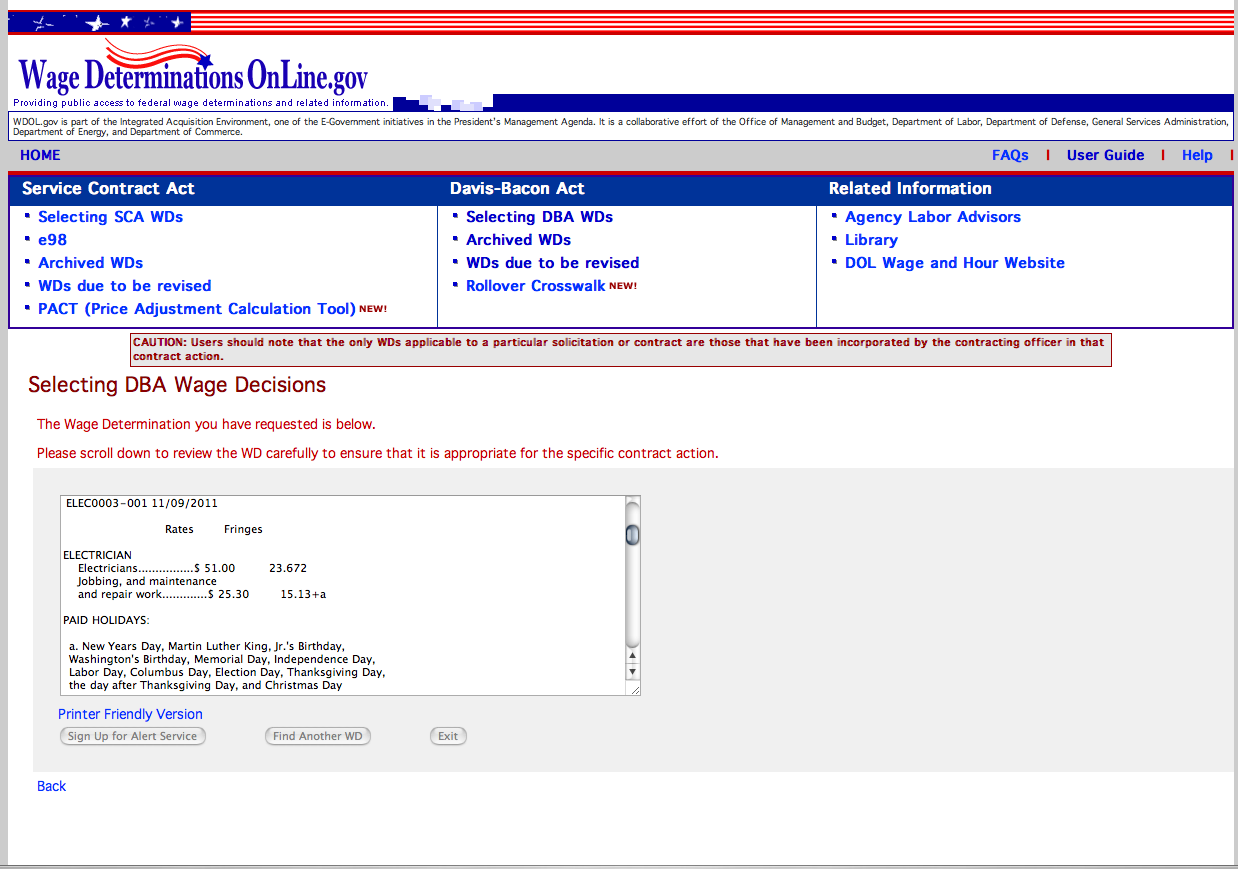 Wage Determinations OnLine.gov
Providing public access to federal wage determinations and related information.
WDOL.gov is part of the Integrated Acquisition Environment, one of the E-Government initiatives in the President's Management Agenda. It is a collaborative effort of the Office of Management and Budget, Department of Labor, Department of Defense, General Services Administration,
Department of Energy, and Department of Commerce.
HOME FAQs | User Guide | Help |
Service Contract Act Davis-Bacon Act Related Information
Selecting SCA WDs
e98
Archived WDs
WDs due to be revised
PACT (Price Adjustment Calculation Tool) NEW!
Selecting DBA WDs
Archived WDs
WDs due to be revised
Rollover Crosswalk NEW!
Agency Labor Advisors
Library
DOL Wage and Hour Website
CAUTION: Users should note that the only WDs applicable to a particular solicitation or contract are those that have been incorporated by the contracting officer in that
contract action.
Selecting DBA Wage Decisions
The Wage Determination you have requested is below.
Please scroll down to review the WD carefully to ensure that it is appropriate for the specific contract action.
ELEC0003-001 11/09/2011
Rates Fringes
ELECTRICIAN
Electricians................$ 51.00 23.672
Jobbing, and maintenance
and repair work.............$ 25.30 15.13+a
PAID HOLIDAYS:
a. New Years Day, Martin Luther King, Jr.'s Birthday,
Washington's Birthday, Memorial Day, Independence Day,
Labor Day, Columbus Day, Election Day, Thanksgiving Day,
the day after Thanksgiving Day, and Christmas Day
Printer Friendly Version
Sign Up for Alert Service Find Another WD Exit
Back